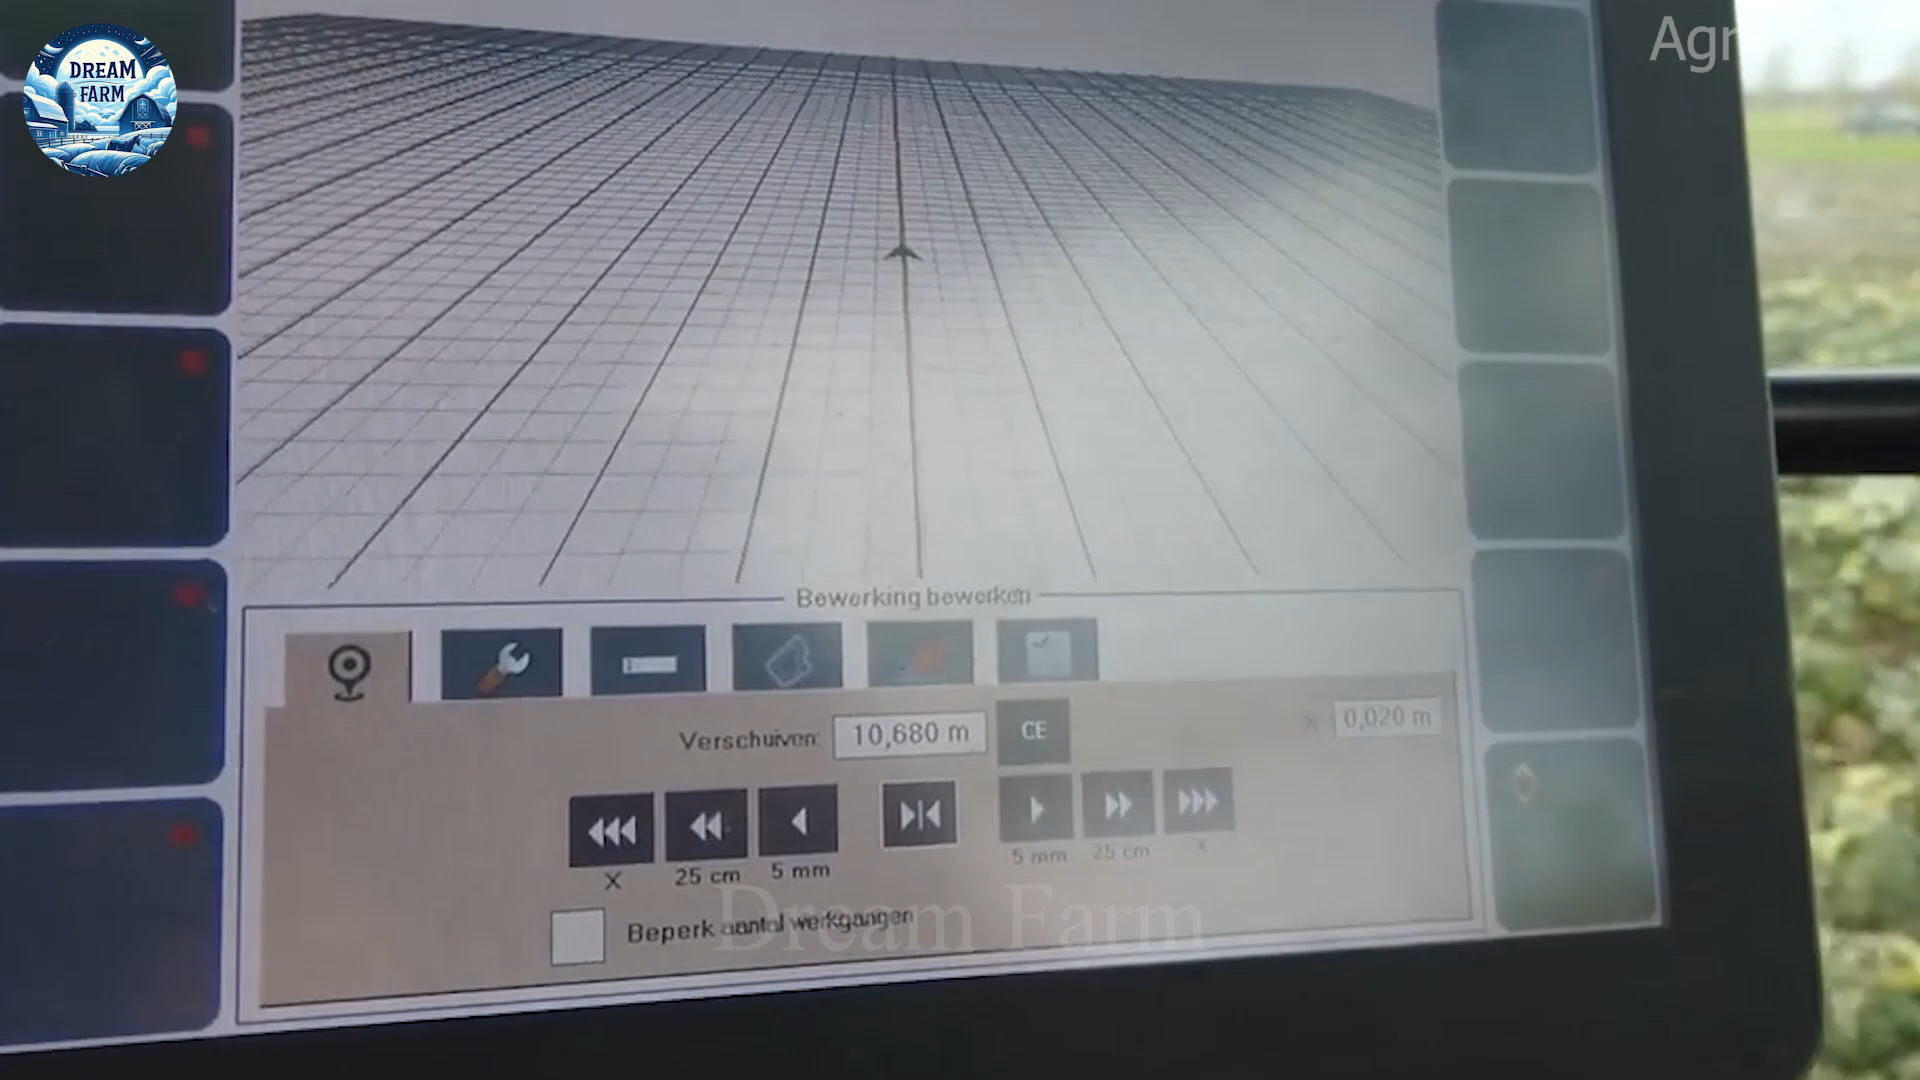 DREAM
FARM
Agr
Bewerking bewerken
Verschuiven: 10,680 m CE X 0,020 m
X 25 cm 5 mm 5 mm 25 cm X
Beperk aantal werkgangen
Dream Farm